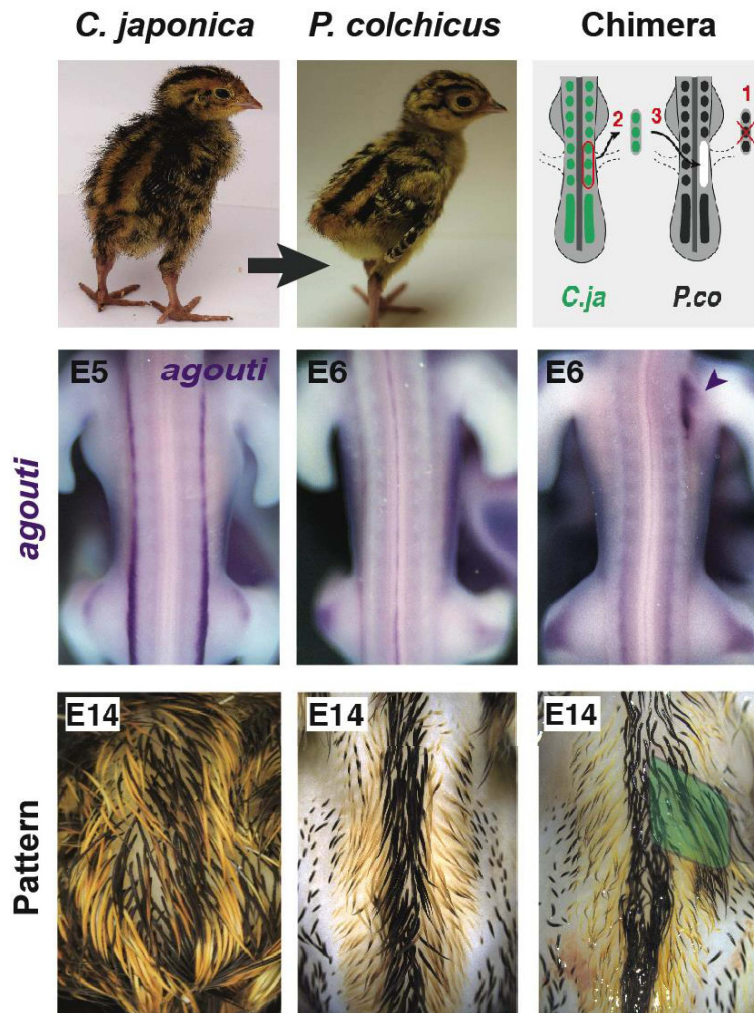 C. japonica P. colchicus Chimera
1
2 3
C.ja P.co
agouti
E5 agouti E6 E6
Pattern
E14 E14 E14